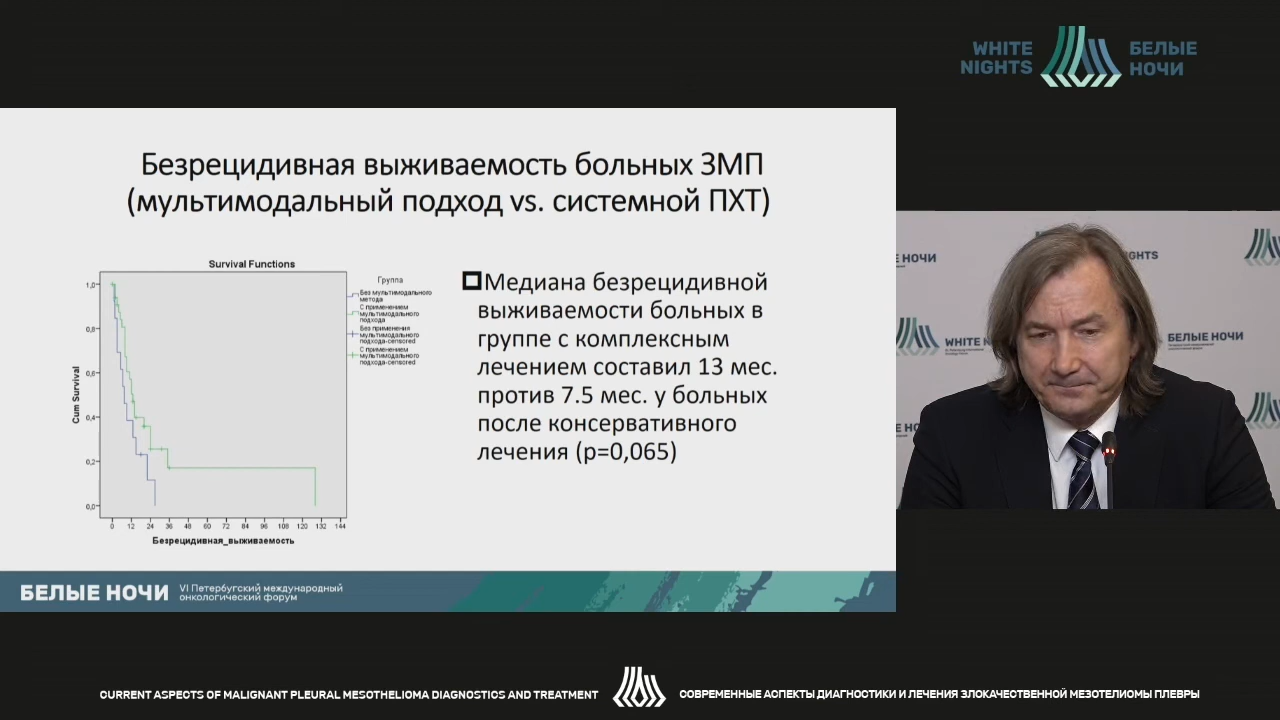 WHITE
NIGHTS
БЕЛЫЕ
НОЧИ
Безрецидивная выживаемость больных ЗМП
(мультимодальный подход vs. системной ПХТ)
Survival Functions
Cum Survival
1,0
0,8
0,6
0,4
0,2
0,0
0 12 24 36 48 60 72 84 96 108 120 132 144
Безрецидивная_выживаемость
Группа
Без мультимодального
метода
С применением
мультимодального
подхода
Без применения
мультимодального
подхода-censored
С применением
мультимодального
подхода-censored
Медиана безрецидивной
выживаемости больных в
группе с комплексным
лечением составил 13 мес.
против 7.5 мес. у больных
после консервативного
лечения (p=0,065)
БЕЛЫЕ НОЧИ
VI Петербугский международный
онкологический форум
ЫЕ НОЧИ
GHTS
WHITE N
БЕЛЫЕ НОЧИ
CURRENT ASPECTS OF MALIGNANT PLEURAL MESOTHELIOMA DIAGNOSTICS AND TREATMENT
СОВРЕМЕННЫЕ АСПЕКТЫ ДИАГНОСТИКИ И ЛЕЧЕНИЯ ЗЛОКАЧЕСТВЕННОЙ МЕЗОТЕЛИОМЫ ПЛЕВРЫ